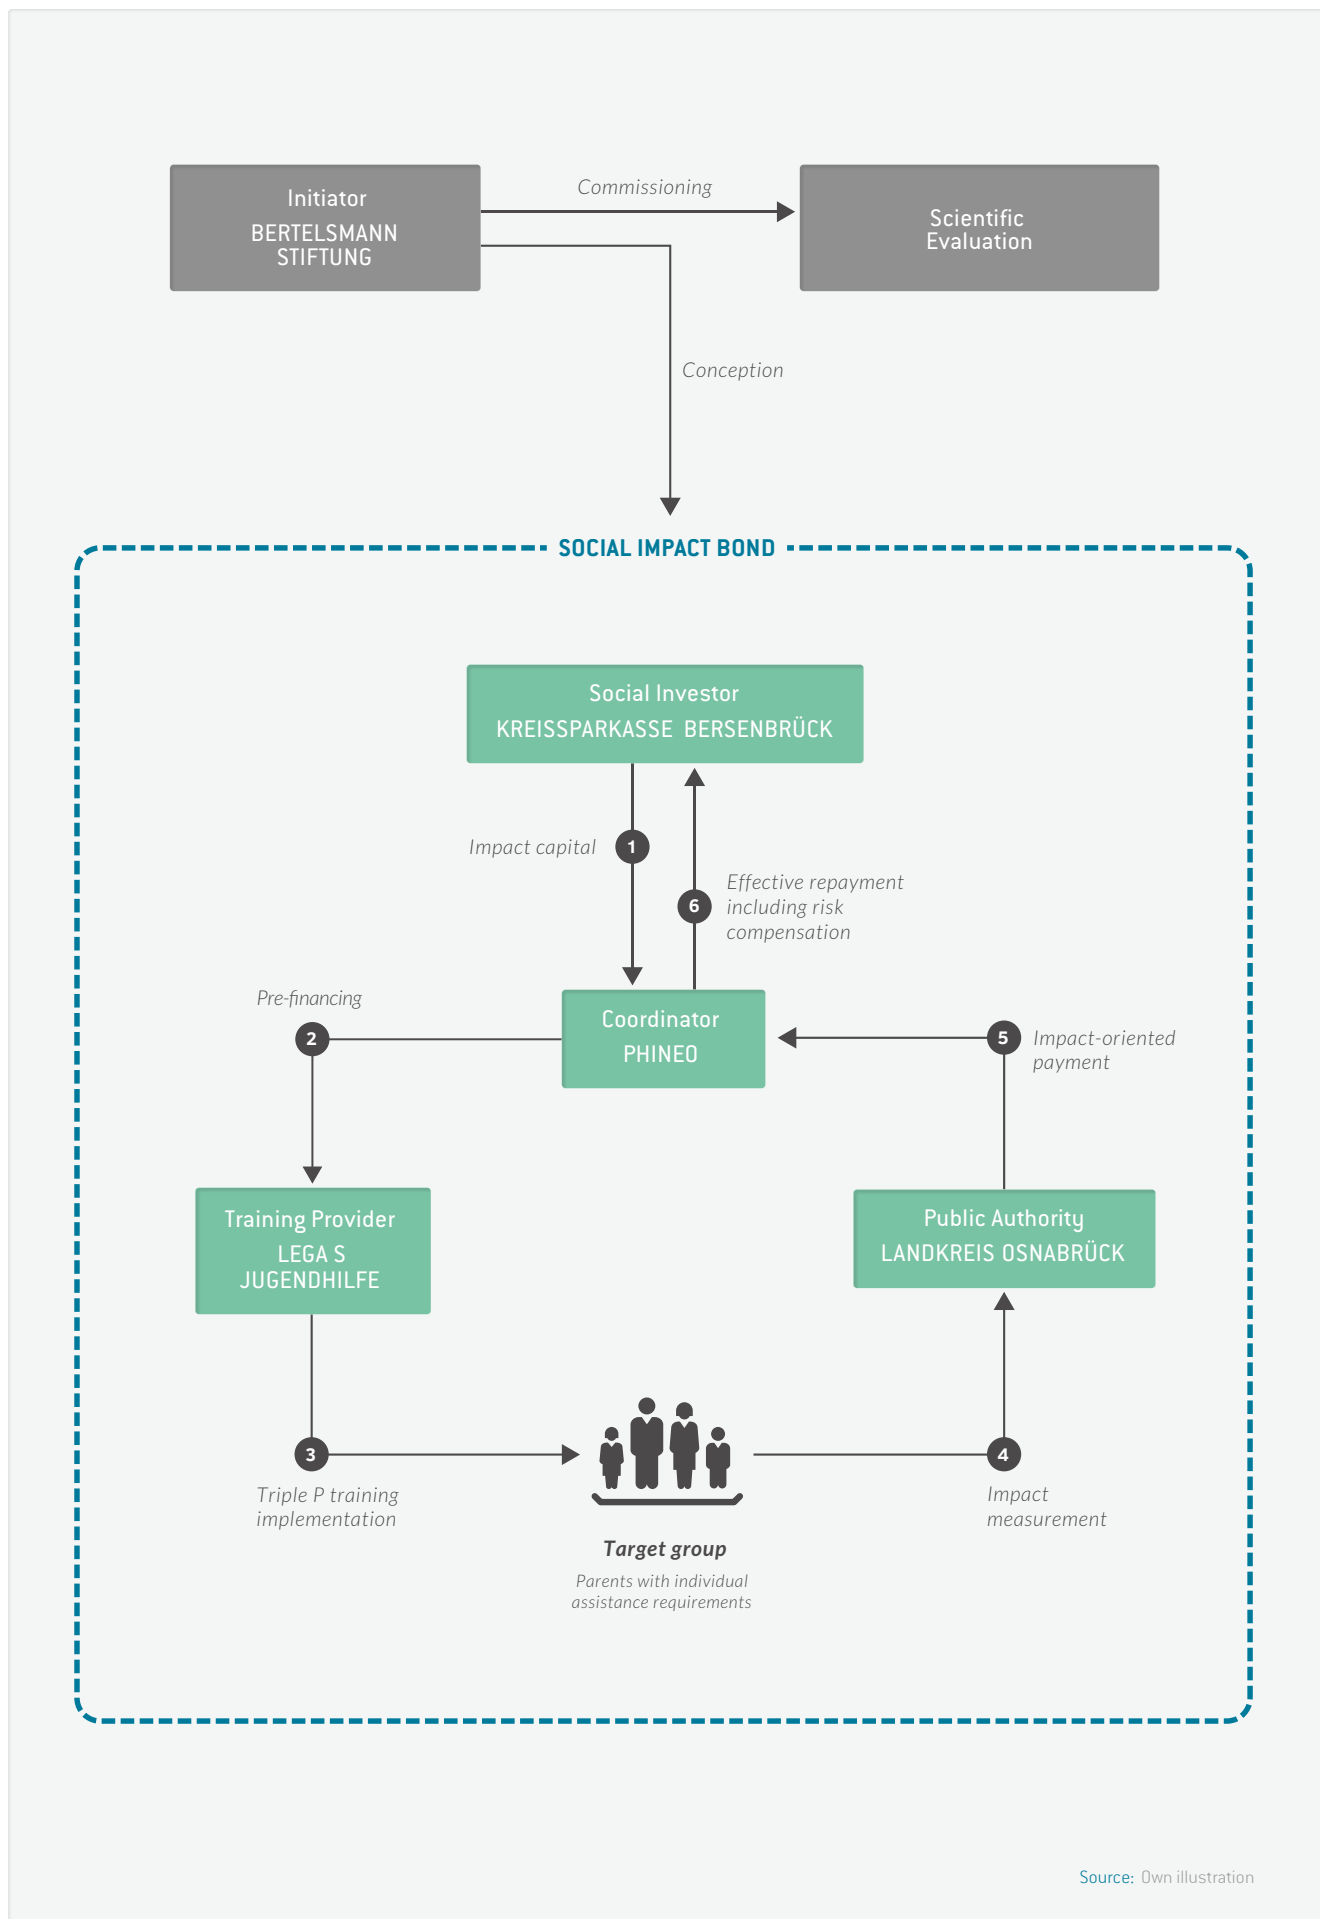 Initiator
BERTELSMANN
STIFTUNG
Commissioning
Scientific
Evaluation
Conception
SOCIAL IMPACT BOND
Social Investor
KREISSPARKASSE BERSENBRÜCK
Impact capital
1
6
Effective repayment
including risk
compensation
Pre-financing
2
Coordinator
PHINEO
5
Impact-oriented
payment
Training Provider
LEGA S
JUGENDHILFE
Public Authority
LANDKREIS OSNABRÜCK
3
Triple P training
implementation
4
Impact
measurement
Target group
Parents with individual
assistance requirements
Source: Own illustration